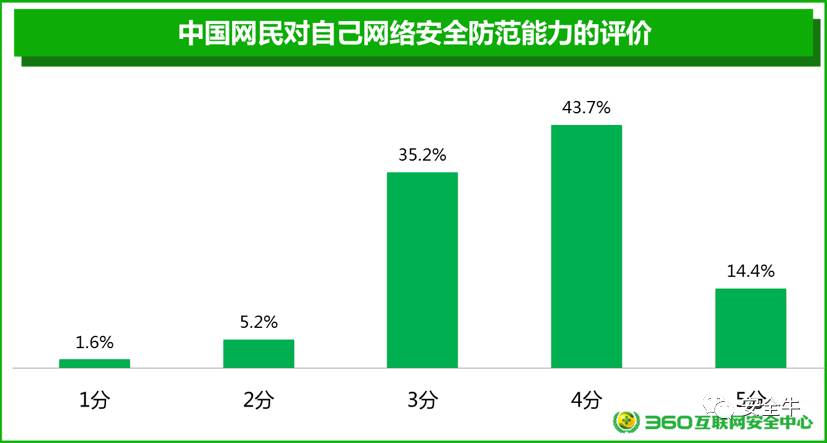 中国网民对自己网络安全防范能力的评价
43.7%
35.2%
14.4%
5.2%
1.6%
1分 2分 3分 4分 5分
安全牛
360互联网安全中心